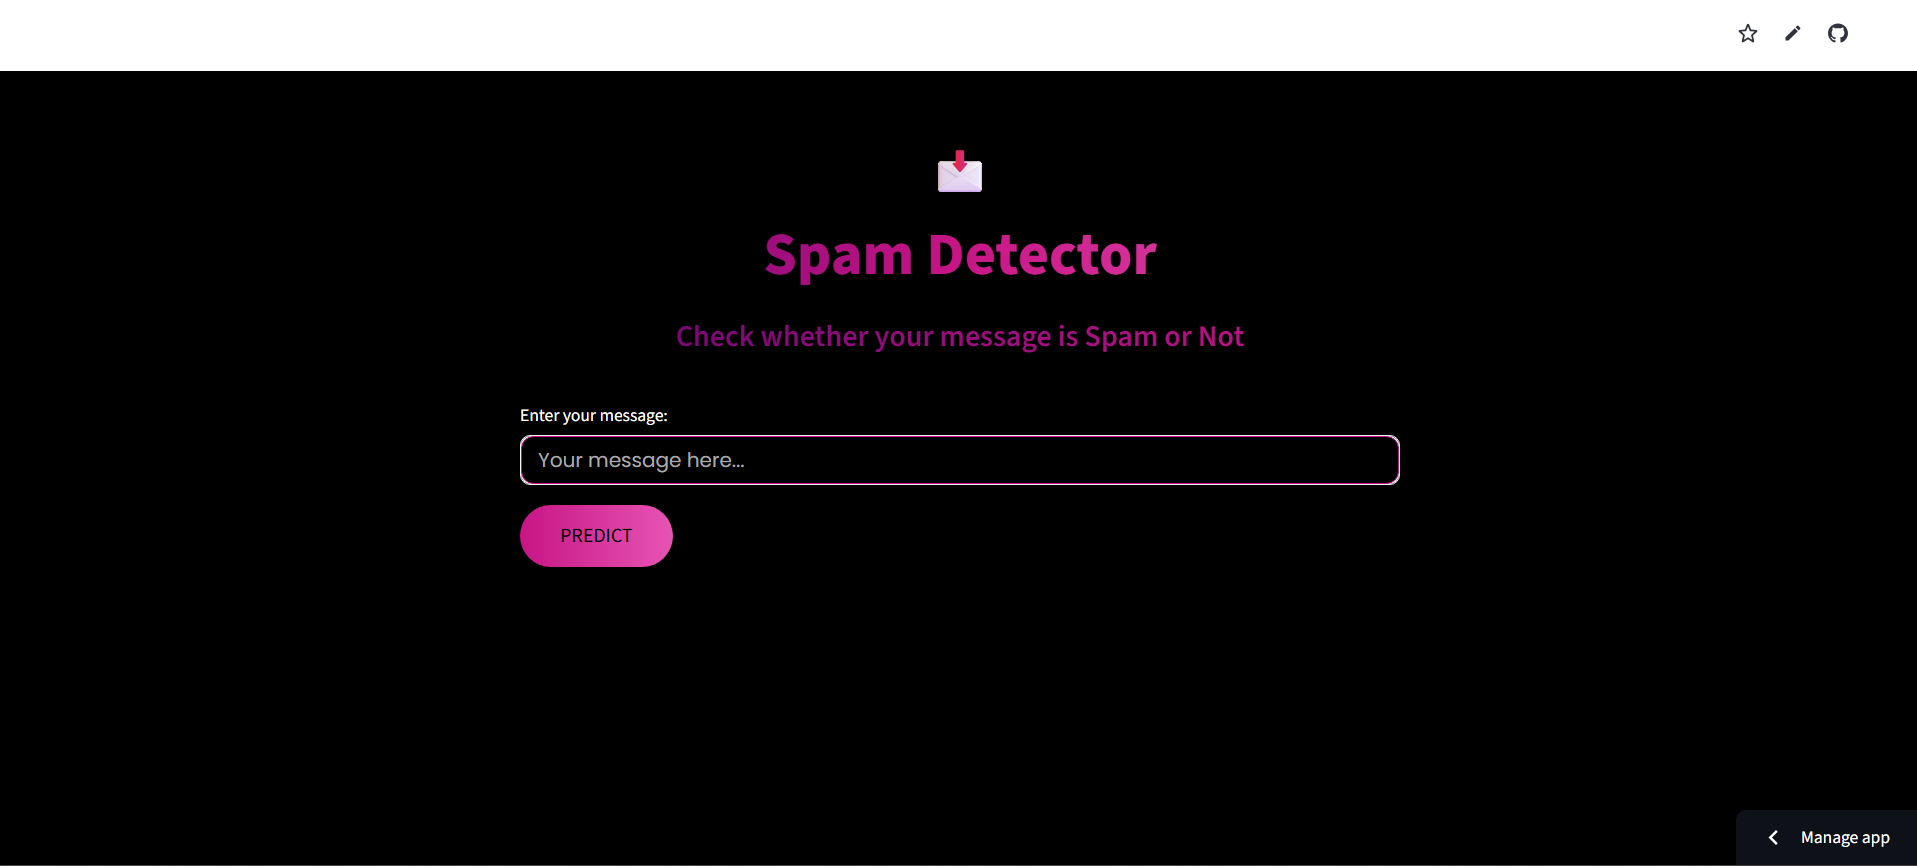 Spam Detector
Check whether your message is Spam or Not
Enter your message:
Your message here...
PREDICT
Manage app